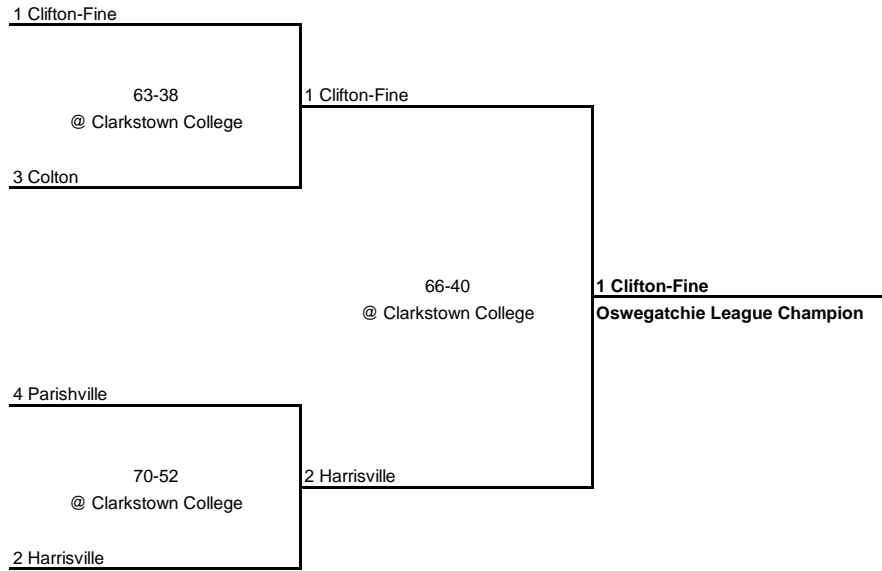 1 Clifton-Fine
63-38
@ Clarkstown College
1 Clifton-Fine
3 Colton
66-40
@ Clarkstown College
1 Clifton-Fine
Oswegatchie League Champion
4 Parishville
70-52
@ Clarkstown College
2 Harrisville
2 Harrisville